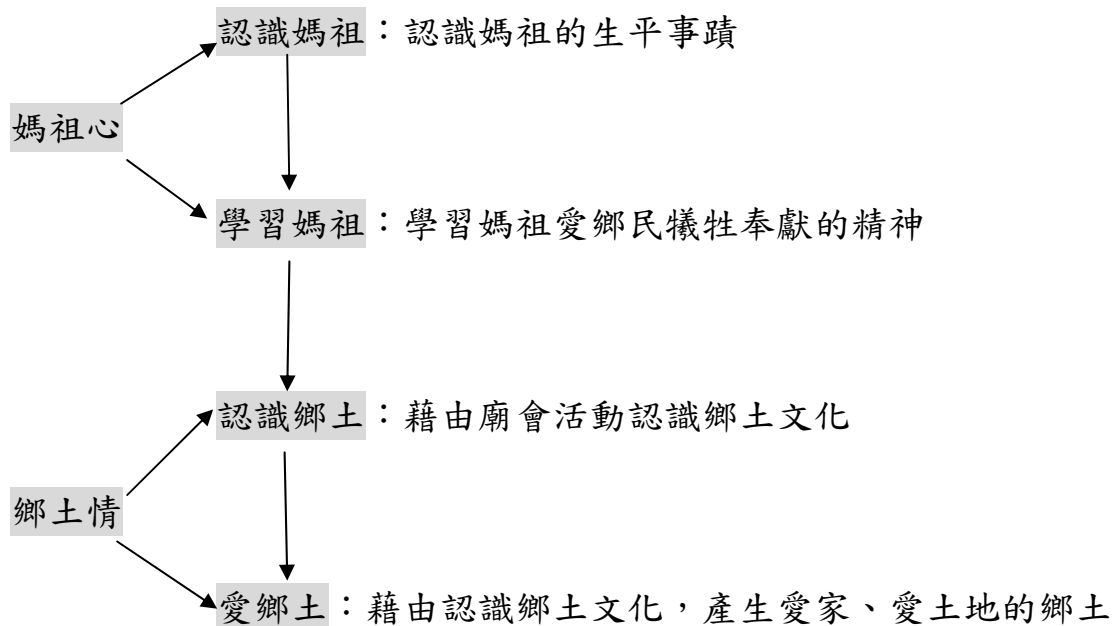 認識媽祖：認識媽祖的生平事蹟
媽祖心
學習媽祖：學習媽祖愛鄉民犧牲奉獻的精神
認識鄉土：藉由廟會活動認識鄉土文化
鄉土情
愛鄉土：藉由認識鄉土文化，產生愛家、愛土地的鄉土